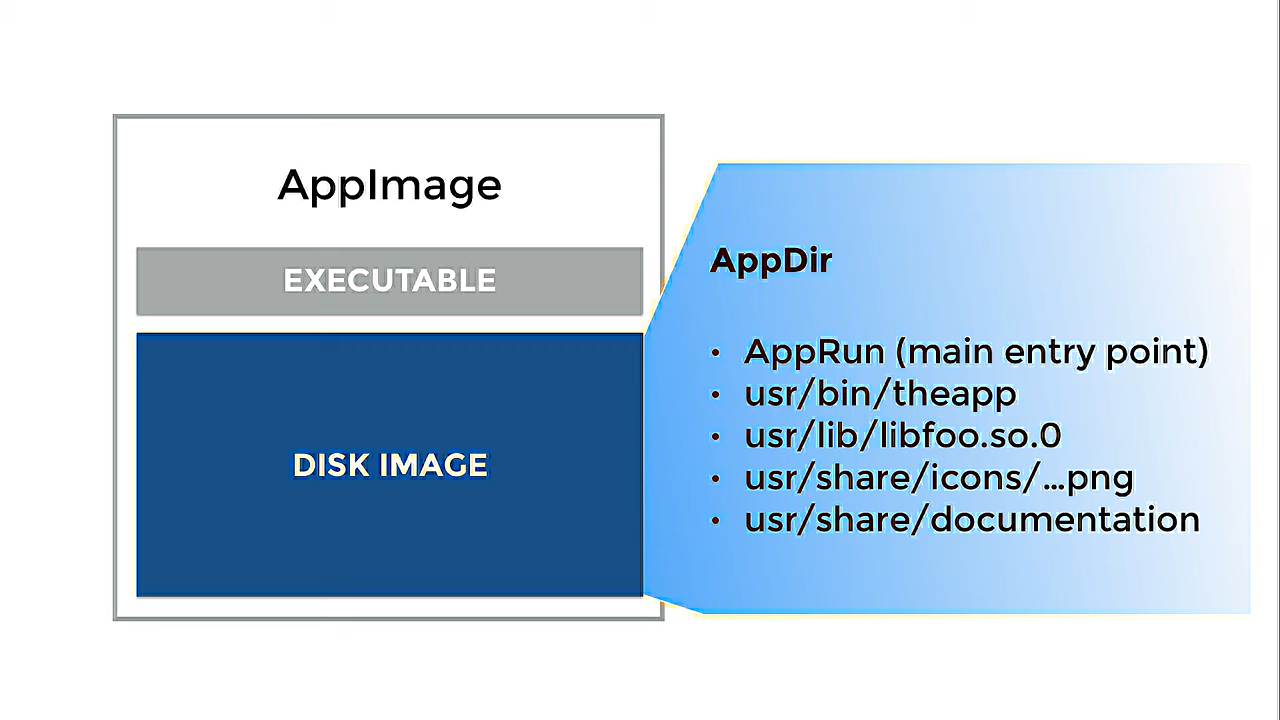 AppImage
EXECUTABLE
DISK IMAGE
AppDir
• AppRun (main entry point)
• usr/bin/theapp
• usr/lib/libfoo.so.0
• usr/share/icons/...png
• usr/share/documentation